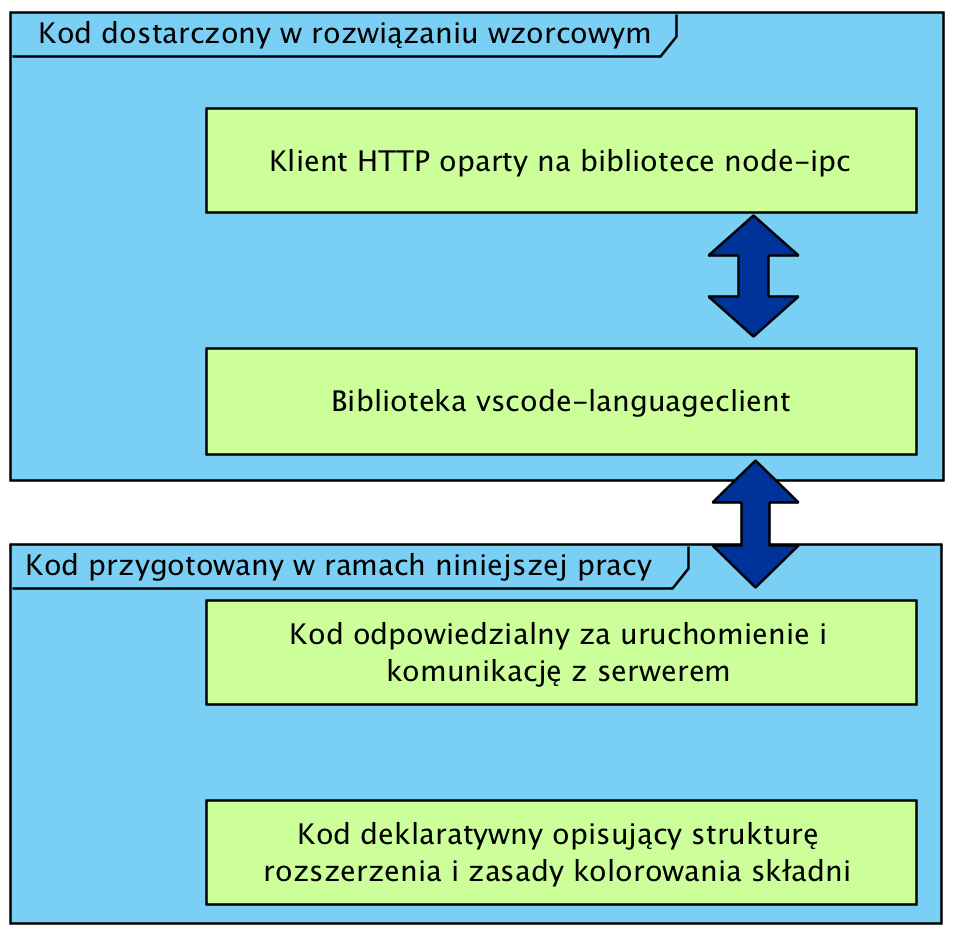 Kod dostarczony w rozwiązaniu wzorcowym
Klient HTTP oparty na bibliotece node-ipc
Biblioteka vscode-languageclient
Kod przygotowany w ramach niniejszej pracy
Kod odpowiedzialny za uruchomienie i
komunikację z serwerem
Kod deklaratywny opisujący strukturę
rozszerzenia i zasady kolorowania składni